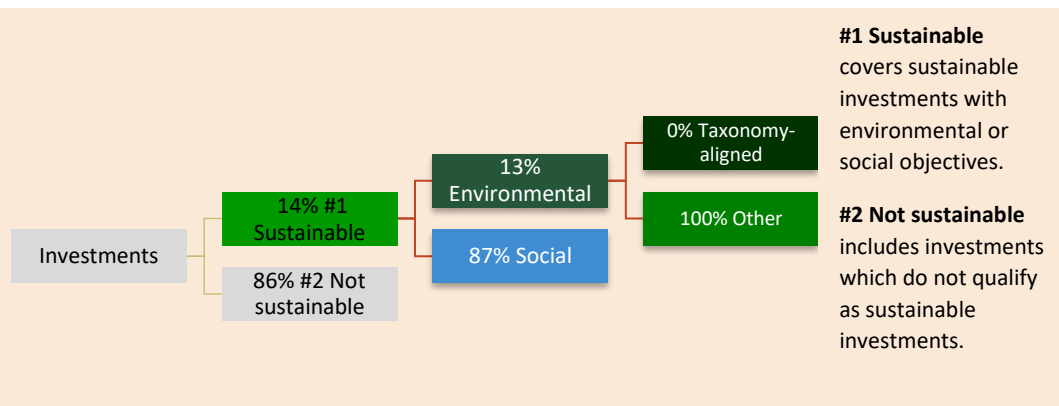 Investments
14% #1
Sustainable
86% #2 Not
sustainable
13%
Environmental
87% Social
0% Taxonomy-
aligned
100% Other
#1 Sustainable
covers sustainable
investments with
environmental or
social objectives.
#2 Not sustainable
includes investments
which do not qualify
as sustainable
investments.